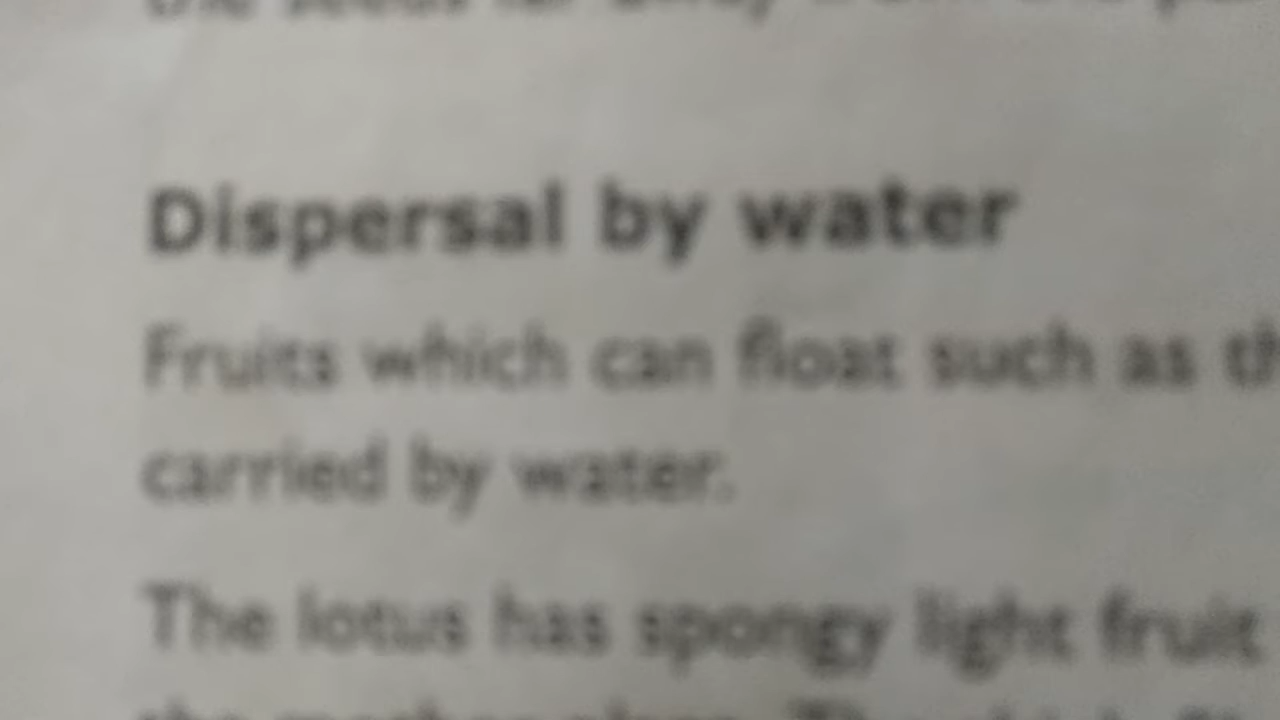 Dispersal by water
Fruits which can float such as th
carried by water.
The lotus has spongy light fruit